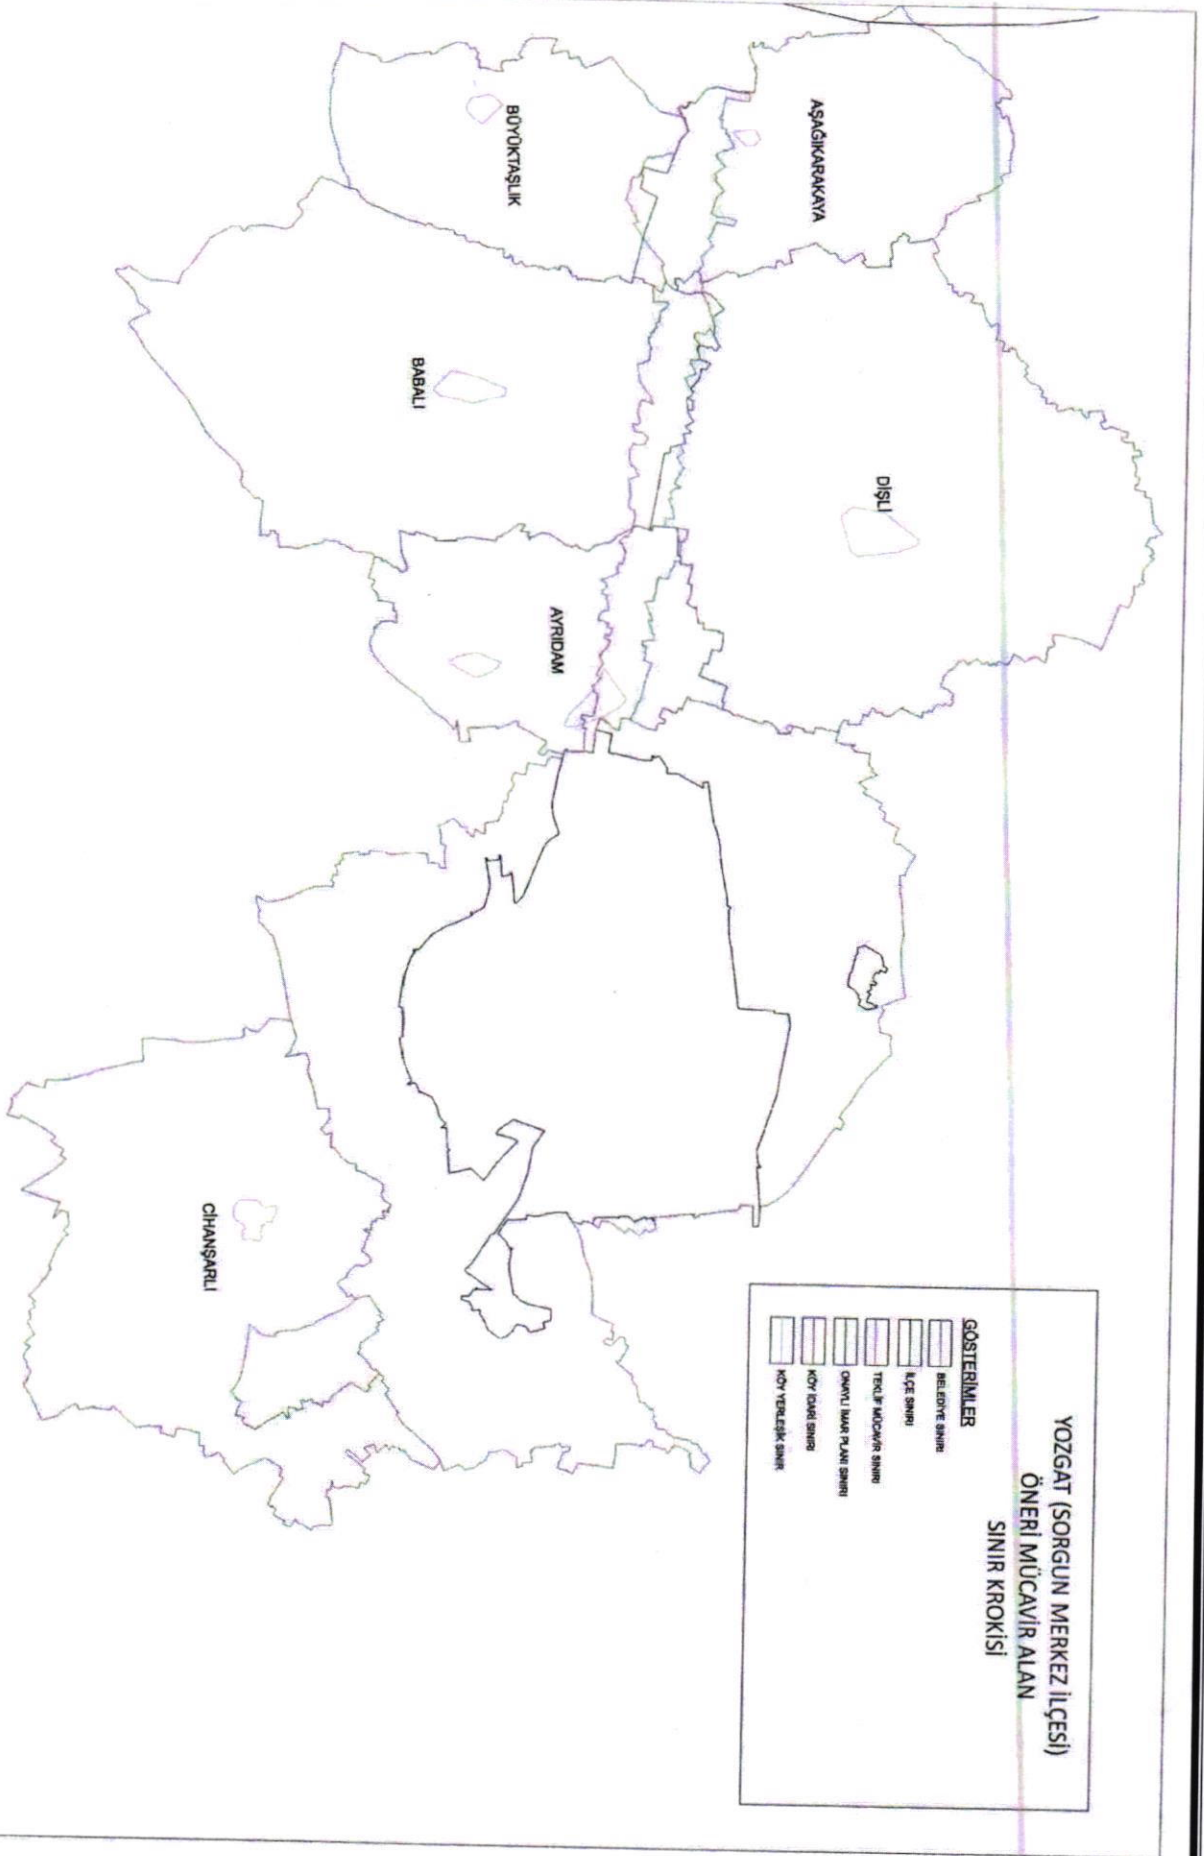 YOZGAT (SORGUN MERKEZ İLÇESİ)
ÖNERİ MÜCAVİR ALAN
SINIR KROKİSİ
GÖSTERİMLER
BELEDİYE SINIRI
İLÇE SINIRI
TEKLİF MÜCAVİR SINIRI
ONAYLI İMAR PLANI SINIRI
KÖY İDARİ SINIRI
KÖY YERLEŞİK SINIR
AŞAĞIKARAKAYA
BÜYÜKTAŞLIK
DİŞLİ
BABALI
AYRIDAM
CİHANŞARLI